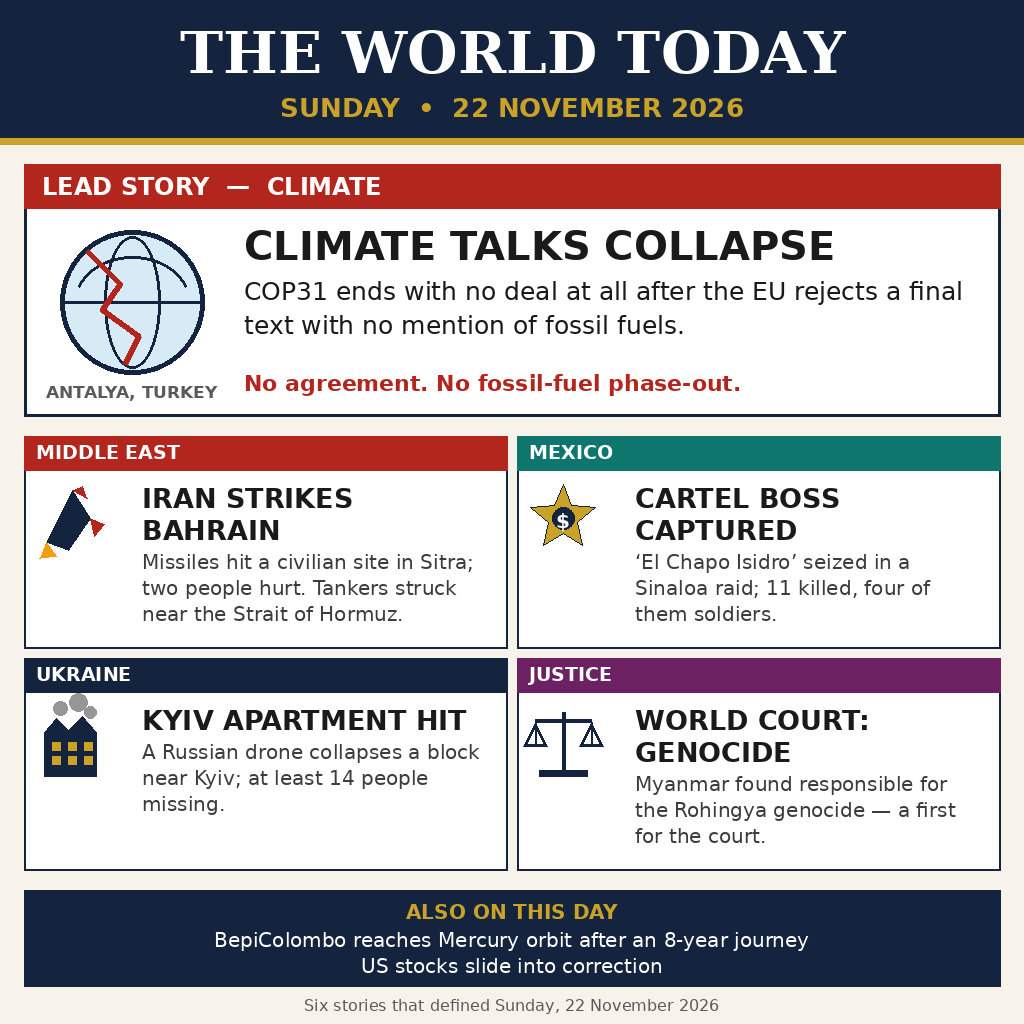 THE WORLD TODAY
SUNDAY • 22 NOVEMBER 2026
LEAD STORY — CLIMATE
CLIMATE TALKS COLLAPSE
COP31 ends with no deal at all after the EU rejects a final
text with no mention of fossil fuels.
No agreement. No fossil-fuel phase-out.
ANTALYA, TURKEY
MIDDLE EAST
IRAN STRIKES
BAHRAIN
Missiles hit a civilian site in Sitra;
two people hurt. Tankers struck
near the Strait of Hormuz.
MEXICO
$
CARTEL BOSS
CAPTURED
‘El Chapo Isidro’ seized in a
Sinaloa raid; 11 killed, four of
them soldiers.
UKRAINE
KYIV APARTMENT HIT
A Russian drone collapses a block
near Kyiv; at least 14 people
missing.
JUSTICE
WORLD COURT:
GENOCIDE
Myanmar found responsible for
the Rohingya genocide — a first
for the court.
ALSO ON THIS DAY
BepiColombo reaches Mercury orbit after an 8-year journey
US stocks slide into correction
Six stories that defined Sunday, 22 November 2026